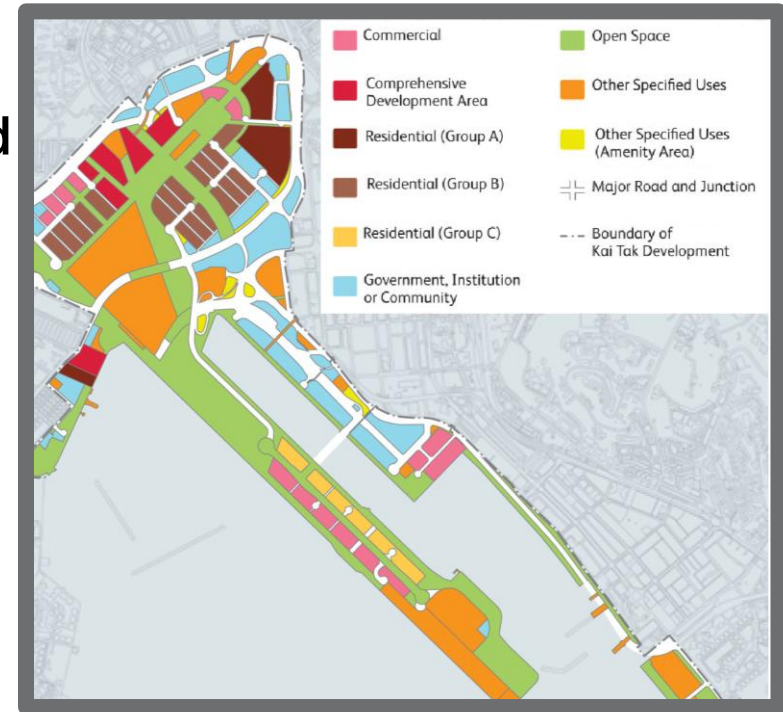 d
Commercial
Comprehensive
Development Area
Residential (Group A)
Residential (Group B)
Residential (Group C)
Government, Institution
or Community
Open Space
Other Specified Uses
Other Specified Uses
(Amenity Area)
Major Road and Junction
Boundary of
Kai Tak Development